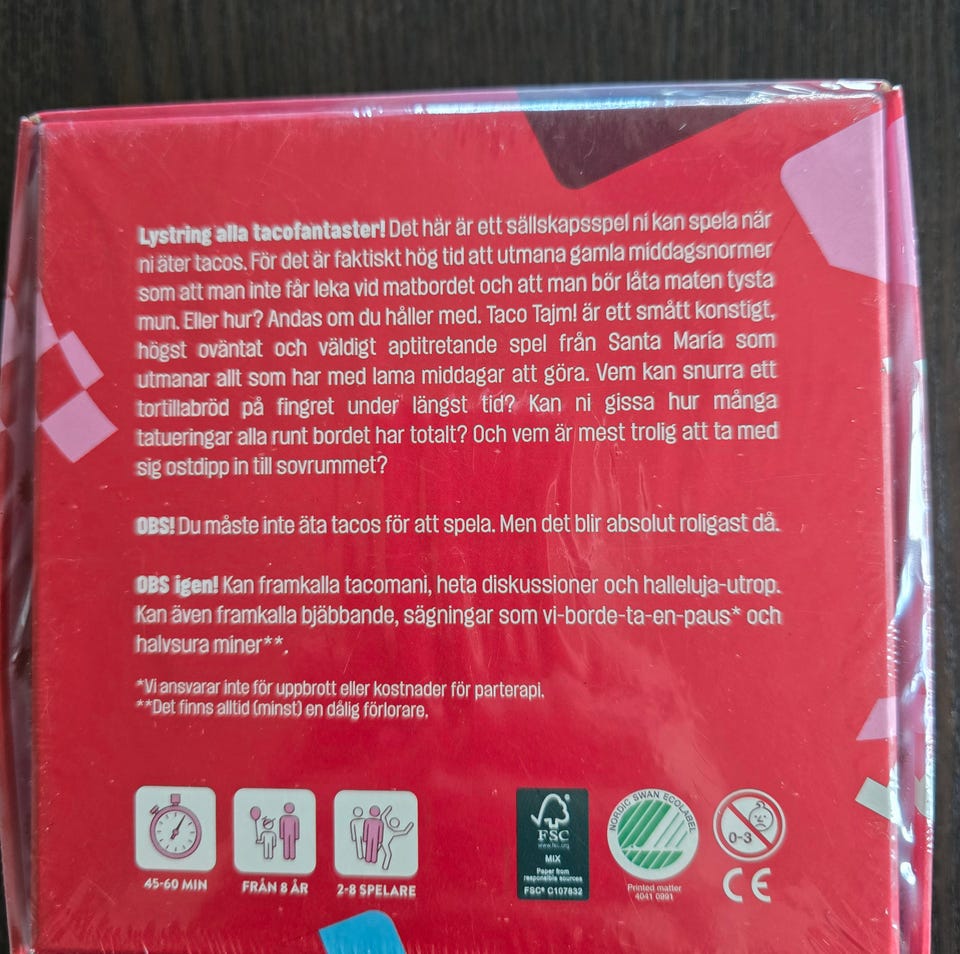 Lystring alla tacofantaster! Det här är ett sällskapsspel ni kan spela när
ni äter tacos. För det är faktiskt hög tid att utmana gamla middagsnormer
som att man inte får leka vid matbordet och att man bör låta maten tysta
mun. Eller hur? Andas om du håller med. Taco Tajm! är ett smått konstigt,
högst oväntat och väldigt aptitretande spel från Santa Maria som
utmanar allt som har med lama middagar att göra. Vem kan snurra ett
tortillabröd på fingret under längst tid? Kan ni gissa hur många
tatueringar alla runt bordet har totalt? Och vem är mest trolig att ta med
sig ostdipp in till sovrummet?
OBS! Du måste inte äta tacos för att spela. Men det blir absolut roligast då.
OBS igen! Kan framkalla tacomani, heta diskussioner och halleluja-utrop.
Kan även framkalla bjäbbande, sägningar som vi-borde-ta-en-paus* och
halvsura miner**.
*Vi ansvarar inte för uppbrott eller kostnader för parterapi.
**Det finns alltid (minst) en dålig förlorare.
45-60 MIN
FRÅN 8 ÅR
2-8 SPELARE
FSC
www.fsc.org
MIX
Paper from
responsible sources
FSC® C107832
NORDIC SWAN ECOLABEL
Printed matter
4041 0991
0-3
CE